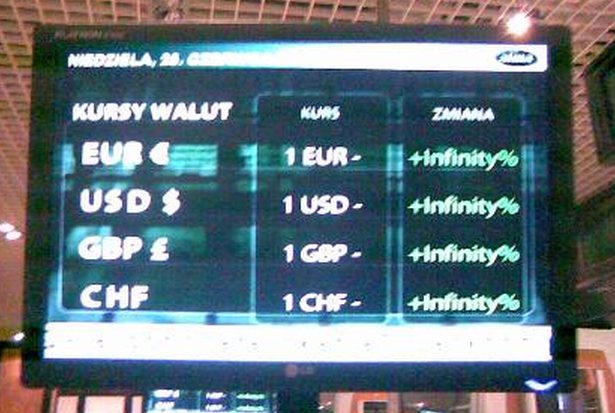 NIEDZIELA, 28.
KURSY WALUT KURS ZMIANA
EUR € 1 EUR - +Infinity%
USD $ 1 USD - +Infinity%
GBP £ 1 GBP - +Infinity%
CHF 1 CHF - +Infinity%
LG